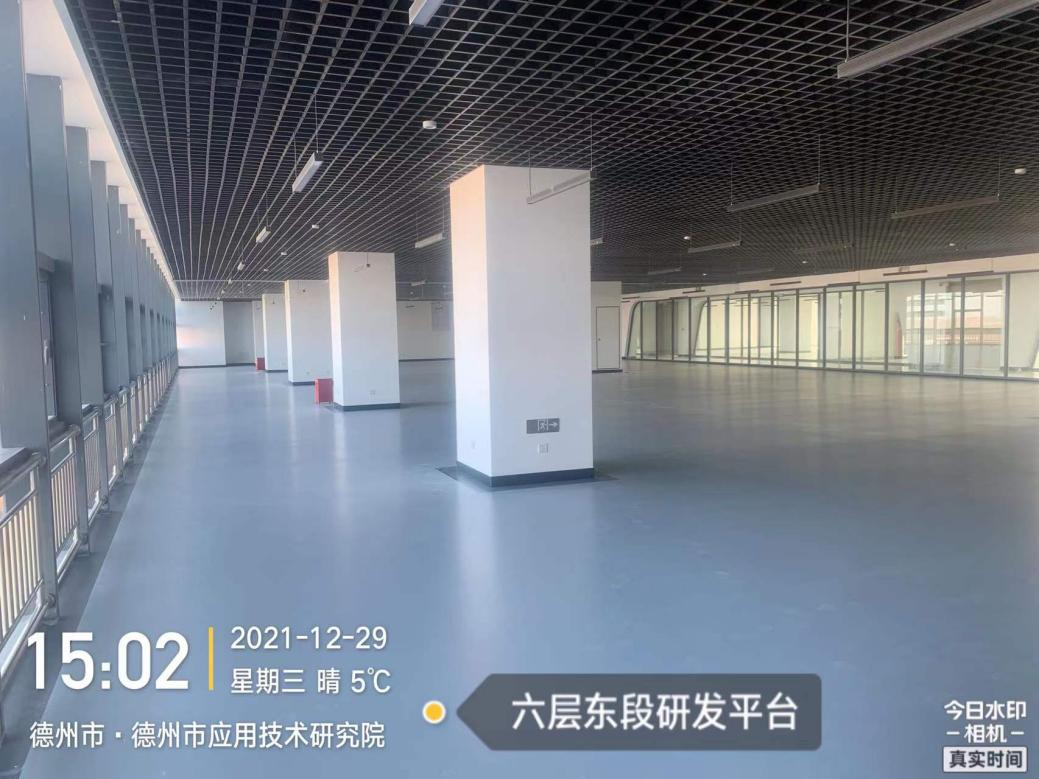 15:02
2021-12-29
星期三 晴 5℃
德州市·德州市应用技术研究院
六层东段研发平台
今日水印
-相机-
真实时间